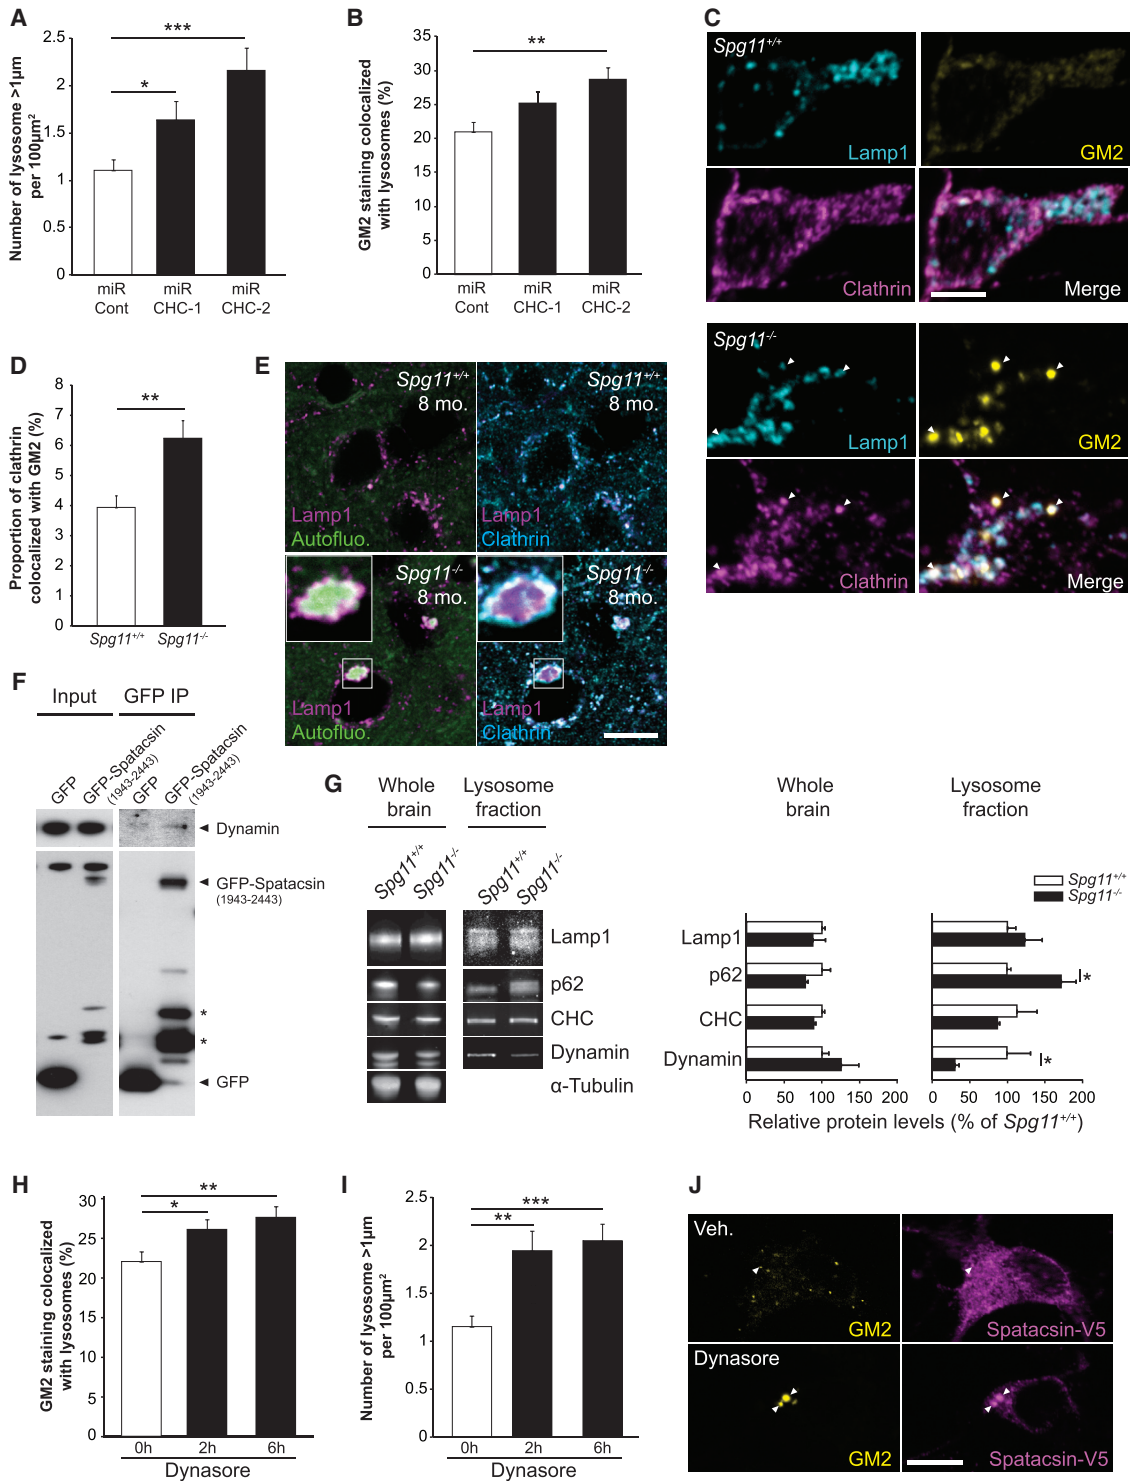 A
Number of lysosome >1µm
per 100µm²
2.5
2
1.5
1
0.5
0
***
*
miR
Cont
miR
CHC-1
miR
CHC-2
B
GM2 staining colocalized
with lysosomes (%)
35
30
25
20
15
10
5
0
**
miR
Cont
miR
CHC-1
miR
CHC-2
C
Spg11+/+
Lamp1
GM2
Clathrin
Merge
Spg11-/-
Lamp1
GM2
Clathrin
Merge
D
Proportion of clathrin
colocalized with GM2 (%)
8
7
6
5
4
3
2
1
0
**
Spg11+/+
Spg11-/-
E
Spg11+/+
8 mo.
Lamp1
Autofluo.
Spg11+/+
8 mo.
Lamp1
Clathrin
Spg11-/-
8 mo.
Lamp1
Autofluo.
Spg11-/-
8 mo.
Lamp1
Clathrin
F
Input
GFP IP
GFP
GFP-Spatacsin
(1943-2443)
GFP
GFP-Spatacsin
(1943-2443)
Dynamin
GFP-Spatacsin
(1943-2443)
*
*
GFP
G
Whole
brain
Lysosome
fraction
Spg11+/+
Spg11-/-
Spg11+/+
Spg11-/-
Lamp1
p62
CHC
Dynamin
α-Tubulin
Whole
brain
Lysosome
fraction
Spg11+/+
Spg11-/-
Lamp1
p62
CHC
Dynamin
*
*
0 50 100 150 200
0 50 100 150 200
Relative protein levels (% of Spg11+/+)
H
GM2 staining colocalized
with lysosomes (%)
30
25
20
15
10
5
0
**
*
0h 2h 6h
Dynasore
I
Number of lysosome >1µm
per 100µm²
2.5
2
1.5
1
0.5
0
***
**
0h 2h 6h
Dynasore
J
Veh.
GM2
Spatacsin-V5
Dynasore
GM2
Spatacsin-V5